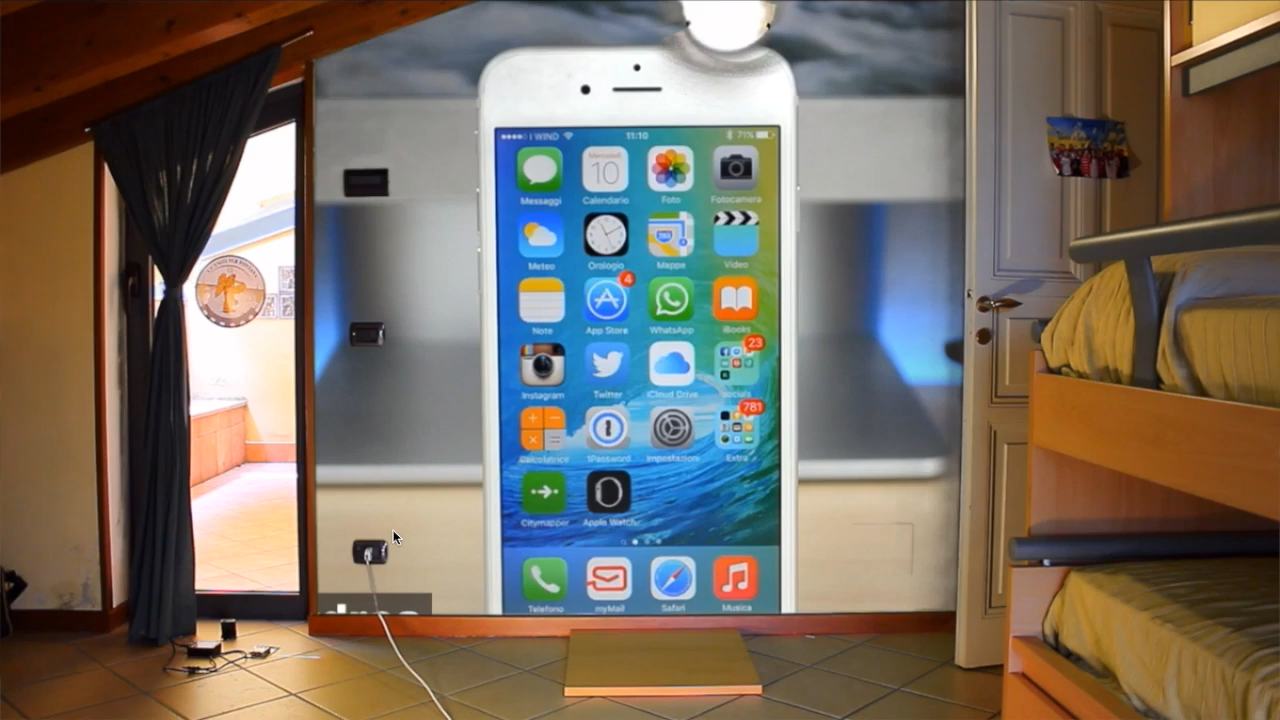 WIND 11:10 71%
Messaggi Mercoledì 10 Calendario Foto Fotocamera
Meteo Orologio Mappe Video
Note 4 App Store WhatsApp iBooks
Instagram Twitter iCloud Drive 23 Socials
Calcolatrice 1Password Impostazioni 781 Extra
Citymapper Apple Watch
Telefono myMail Safari Musica